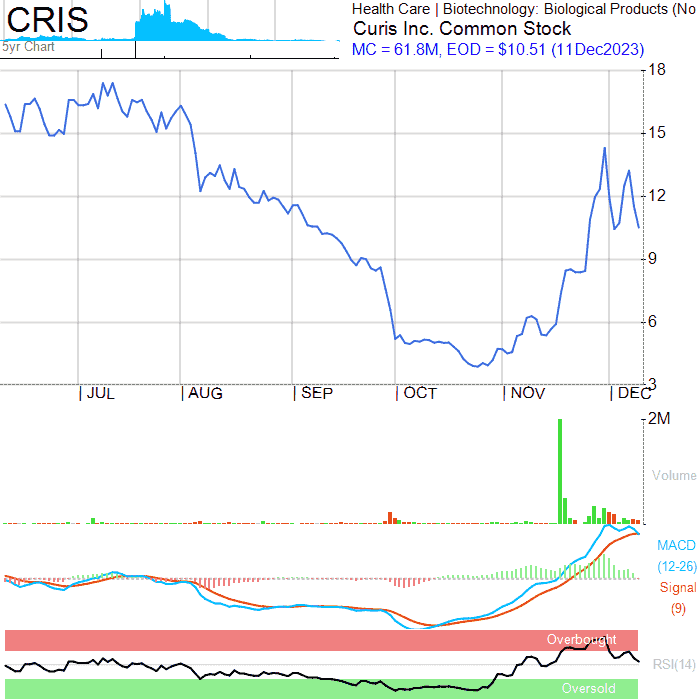 CRIS
5yr Chart
Health Care | Biotechnology: Biological Products (No
Curis Inc. Common Stock
MC = 61.8M, EOD = $10.51 (11Dec2023)
18
15
12
9
6
3
JUL AUG SEP OCT NOV DEC
2M
Volume
MACD
(12-26)
Signal
(9)
Overbought
RSI(14)
Oversold